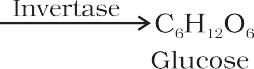 Invertase
C₆H₁₂O₆
Glucose